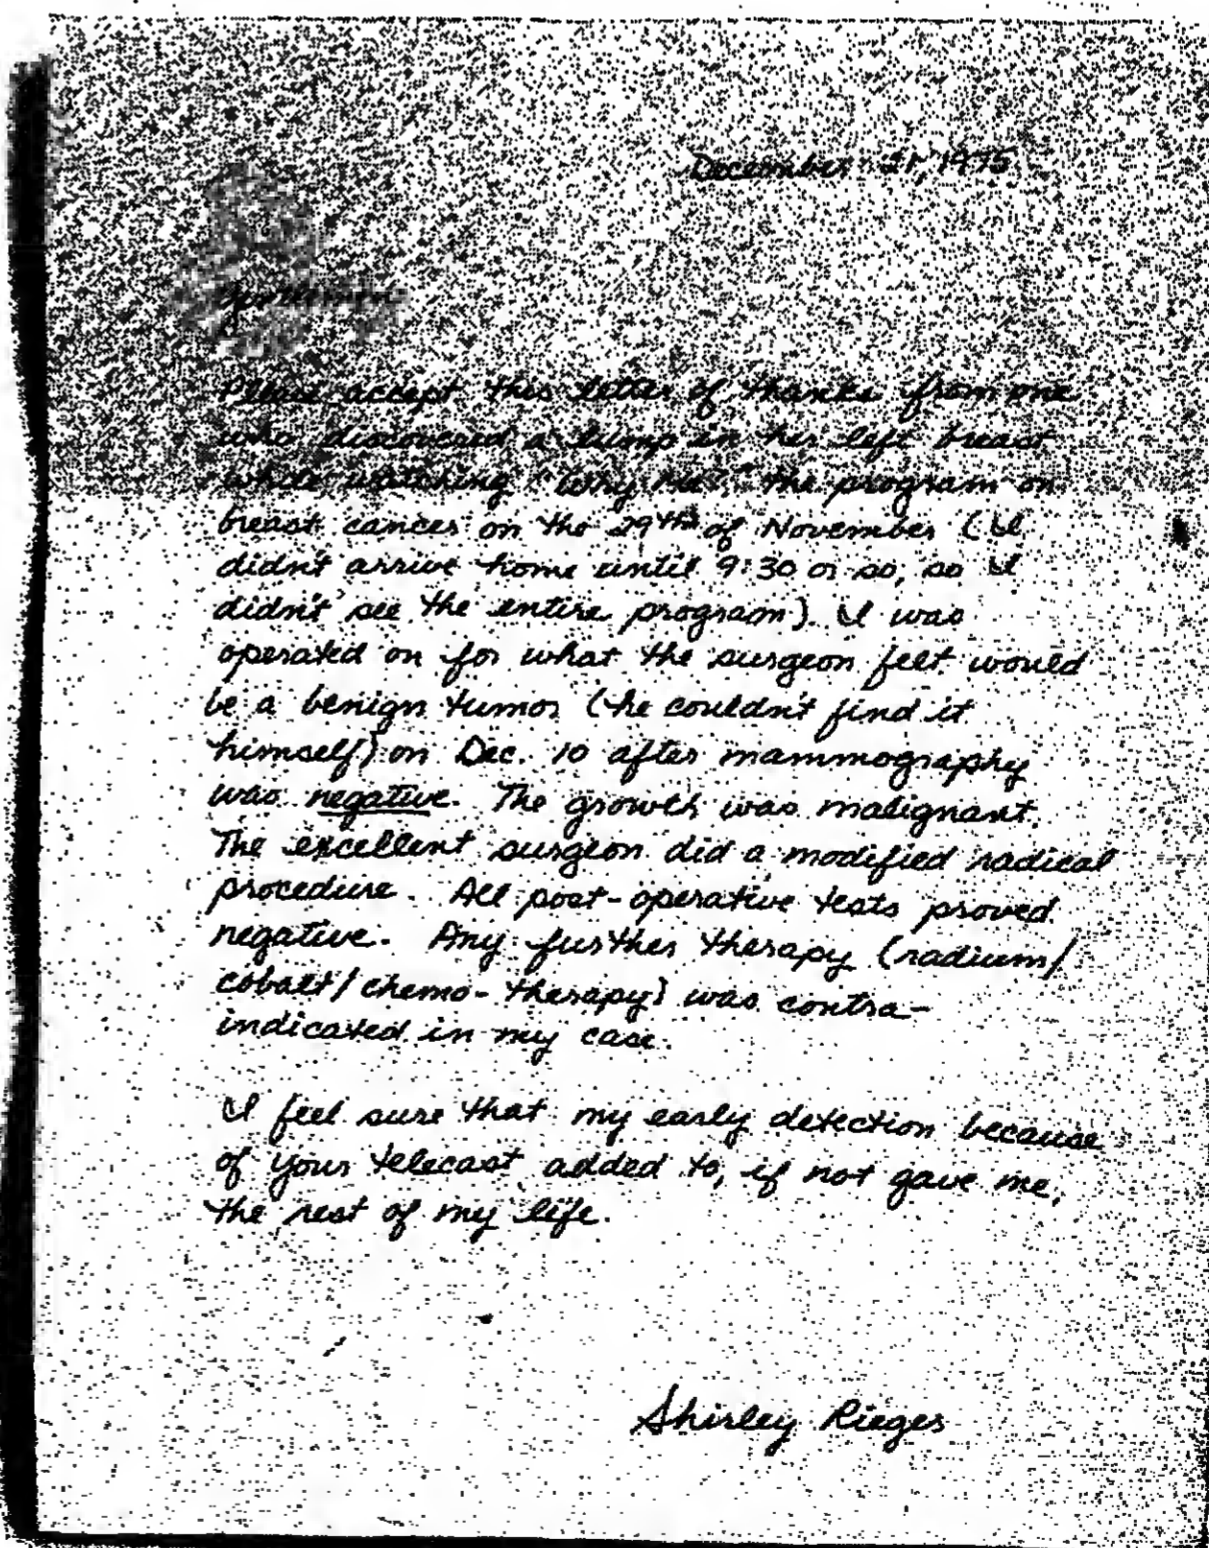 December 21, 1975
Gentlemen
Please accept this letter of thanks from one
who discovered a lump in her left breast
while watching "Why Me?," the program on
breast cancer on the 29th of November (I
didn't arrive home until 9:30 or so, so I
didn't see the entire program). I was
operated on for what the surgeon felt would
be a benign tumor (he couldn't find it
himself) on Dec. 10 after mammography
was negative. The growth was malignant.
The excellent surgeon did a modified radical
procedure. All post-operative tests proved
negative. Any further therapy (radium/
cobalt/chemo-therapy) was contra-
indicated in my case.
I feel sure that my early detection because
of your telecast added to, if not gave me,
the rest of my life.
Shirley Rieger